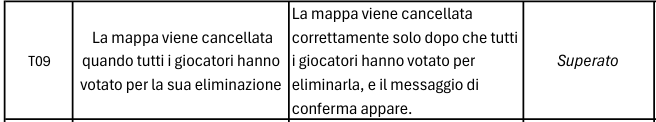 T09
La mappa viene cancellata
quando tutti i giocatori hanno
votato per la sua eliminazione
La mappa viene cancellata
correttamente solo dopo che tutti
i giocatori hanno votato per
eliminarla, e il messaggio di
conferma appare.
Superato